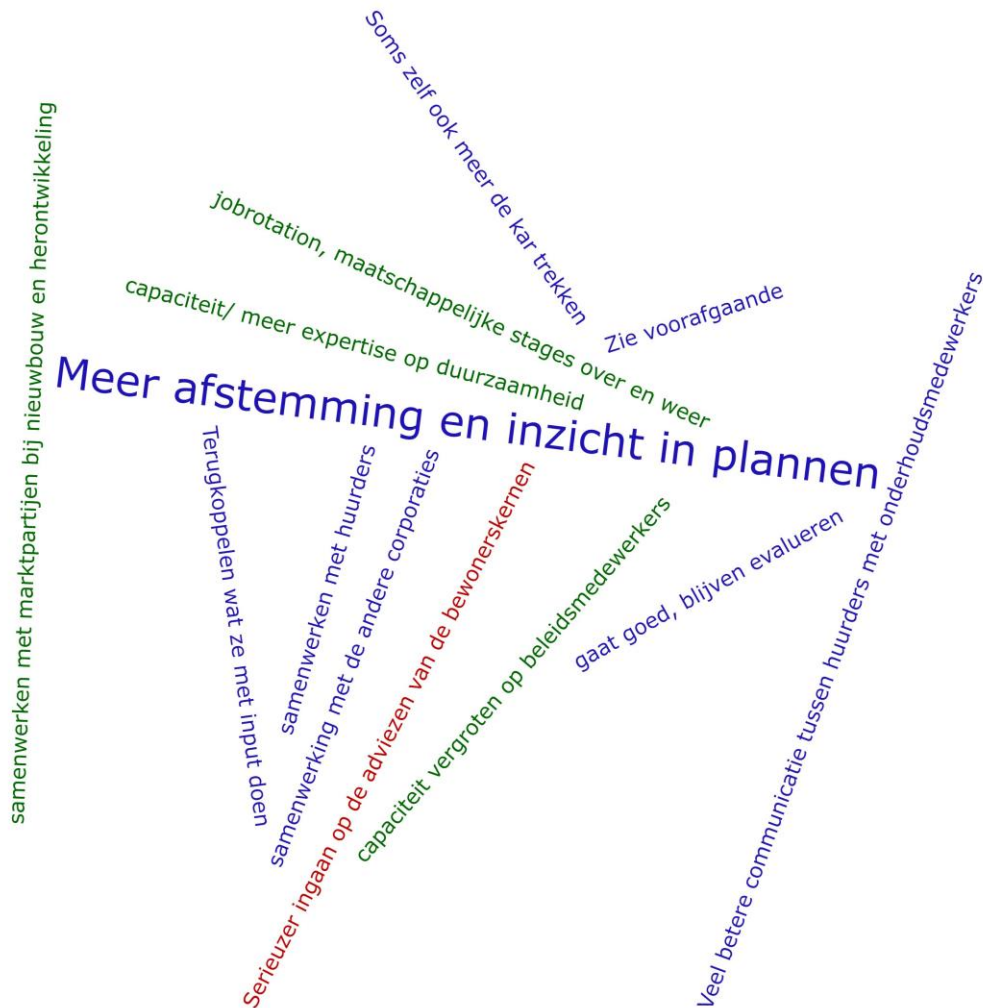 Soms zelf ook meer de kar trekken
samenwerken met marktpartijen bij nieuwbouw en herontwikkeling
jobrotation, maatschappelijke stages over en weer
capaciteit/ meer expertise op duurzaamheid
Zie voorafgaande
Meer afstemming en inzicht in plannen
Veel betere communicatie tussen huurders met onderhoudsmedewerkers
Terugkoppelen wat ze met input doen
samenwerken met huurders
samenwerking met de andere corporaties
Serieuzer ingaan op de adviezen van de bewonerskernen
capaciteit vergroten op beleidsmedewerkers
gaat goed, blijven evalueren